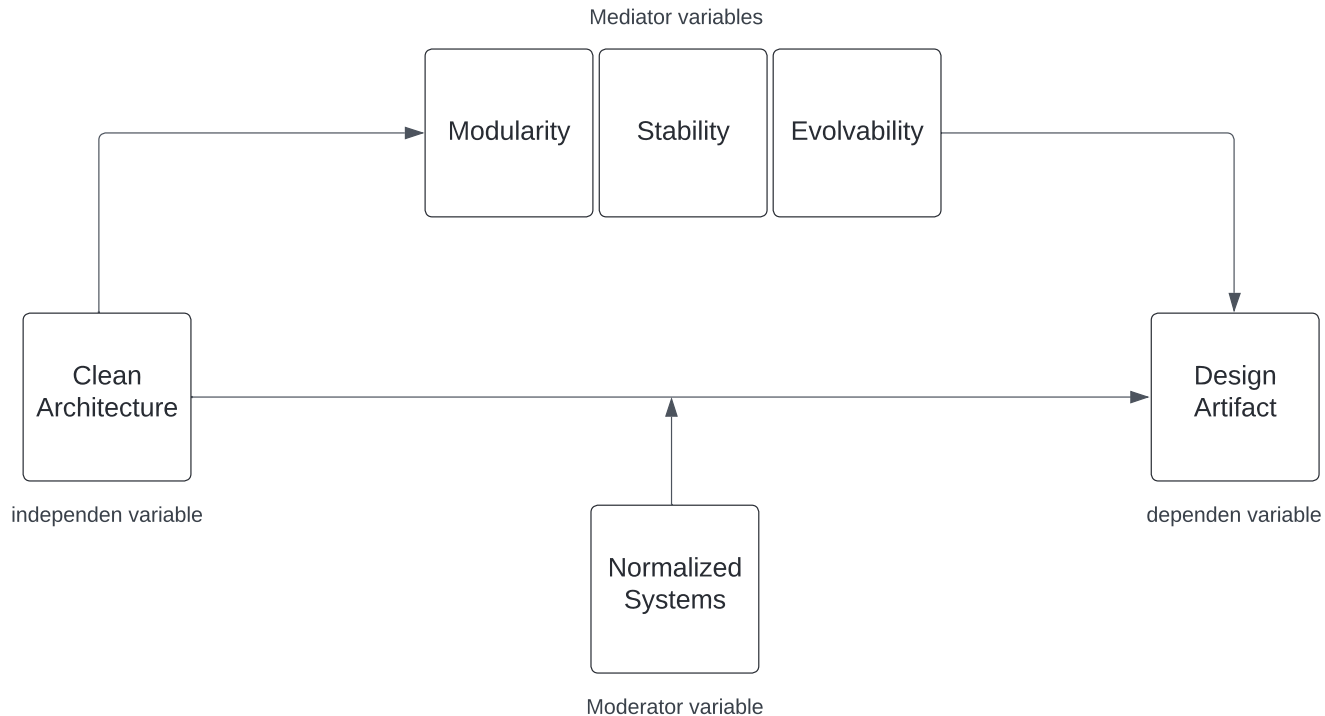 Mediator variables
Modularity
Stability
Evolvability
Clean
Architecture
Design
Artifact
independen variable
dependen variable
Normalized
Systems
Moderator variable